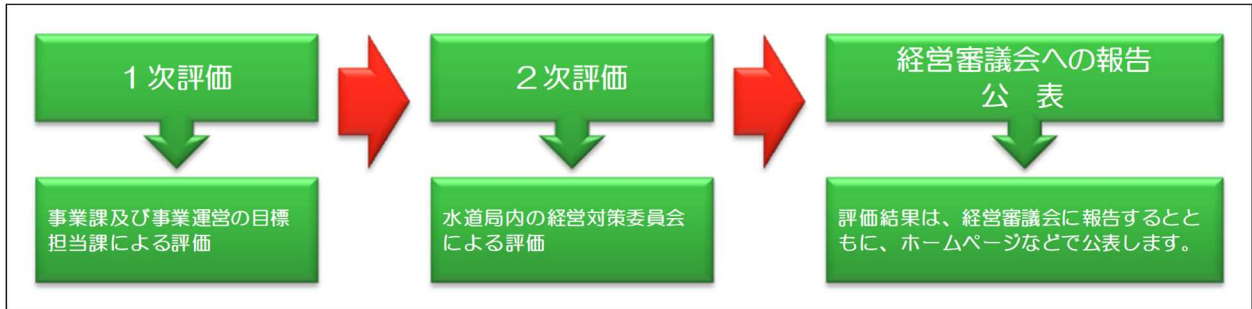 １次評価
事業課及び事業運営の目標
担当課による評価
２次評価
水道局内の経営対策委員会
による評価
経営審議会への報告
公　表
評価結果は、経営審議会に報告するとと
もに、ホームページなどで公表します。